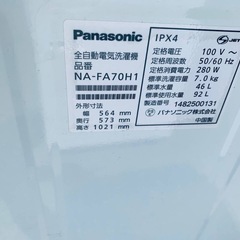 Panasonic
IPX4
JET
全自動電気洗濯機
品番
NA-FA70H1
外形寸法
幅 564 mm
奥行 573 mm
高さ 1021 mm
定格電圧 100 V~
定格周波数 50/60 Hz
定格消費電力 280 W
標準洗濯容量 7.0 kg
標準水量 46 L
標準使用水量 92 L
製造番号 1482500131
パナソニック株式会社
中国製